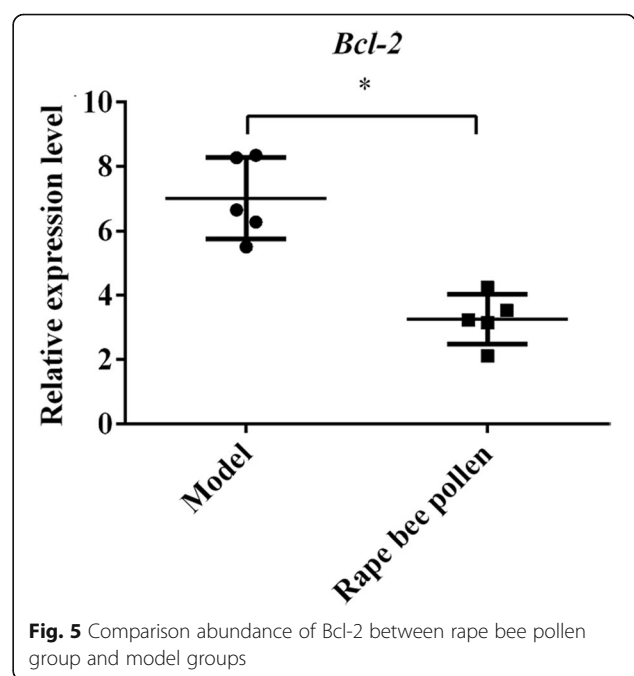 Bcl-2
*
Relative expression level
10
8
6
4
2
0
Model
Rape bee pollen
Fig. 5 Comparison abundance of Bcl-2 between rape bee pollen
group and model groups